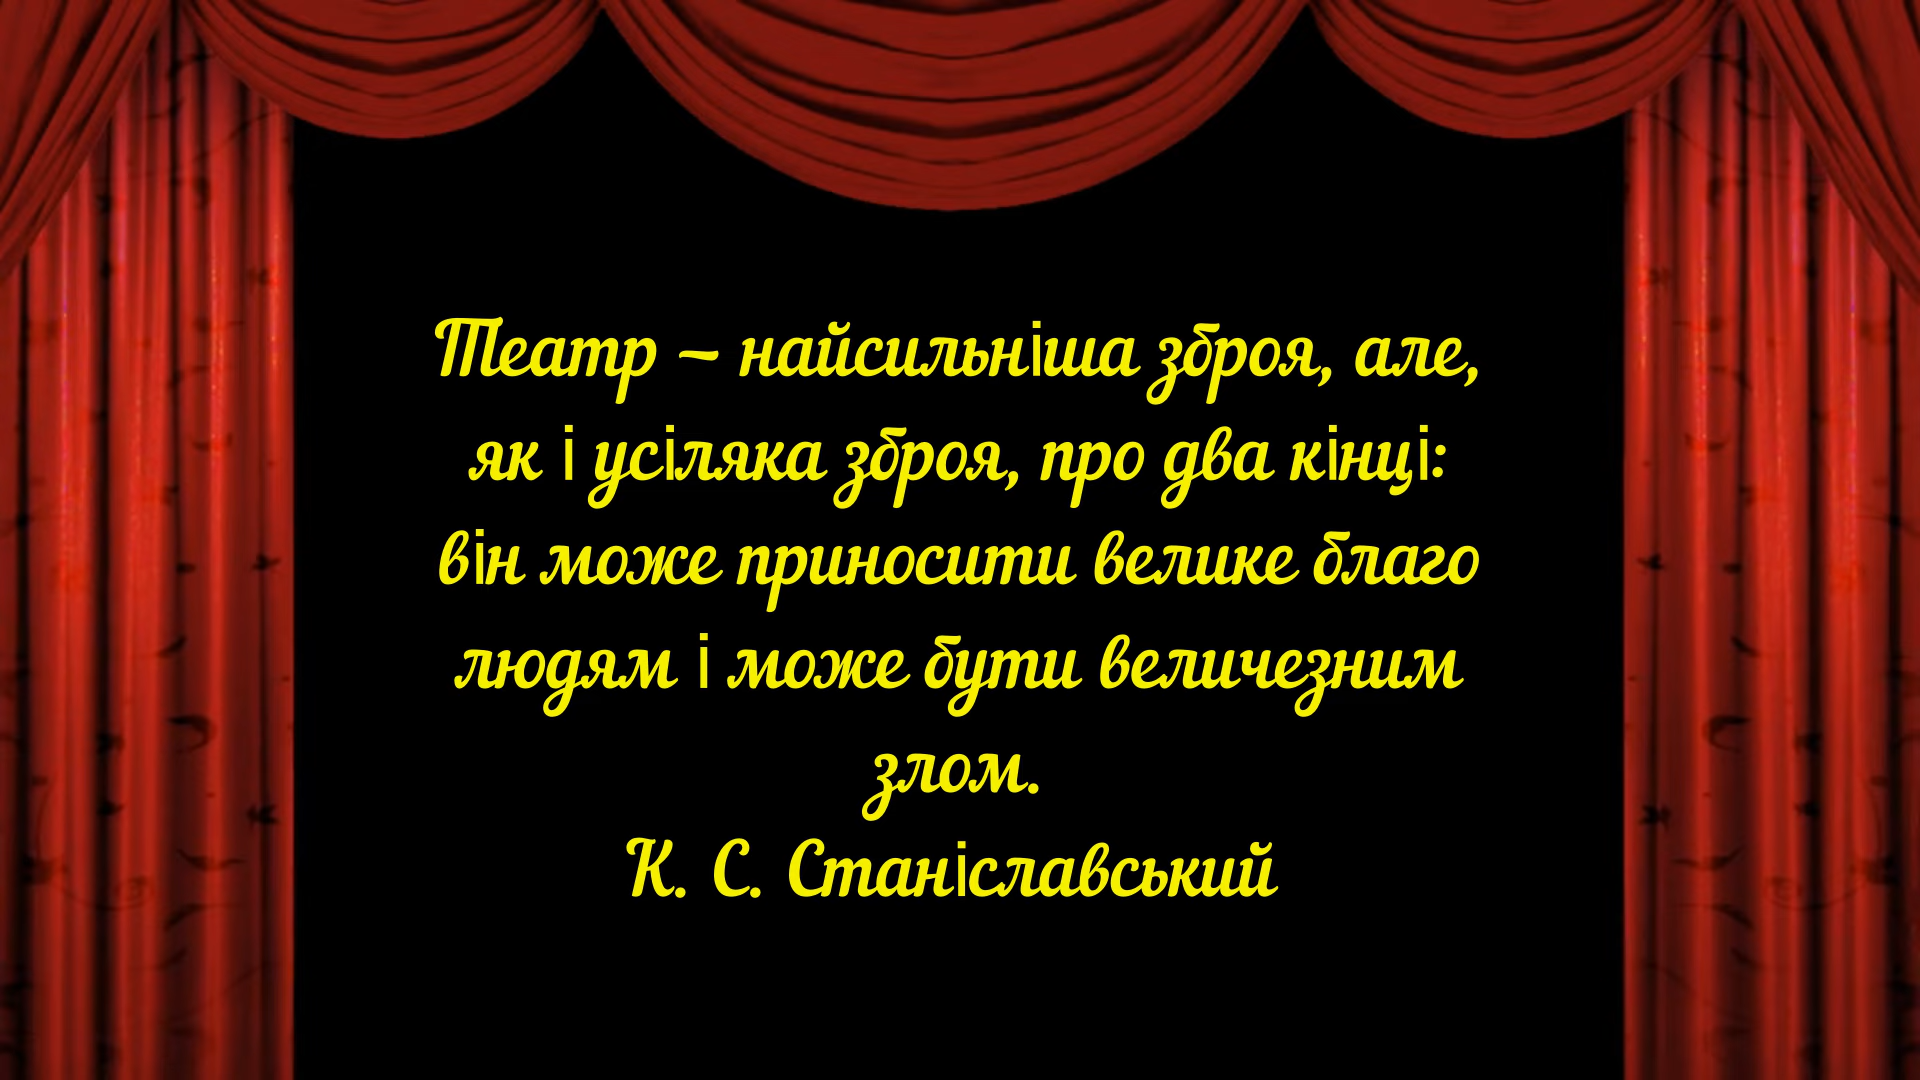 Театр – найсильніша зброя, але,
як і усіляка зброя, про два кінці:
він може приносити велике благо
людям і може бути величезним
злом.
К. С. Станіславський